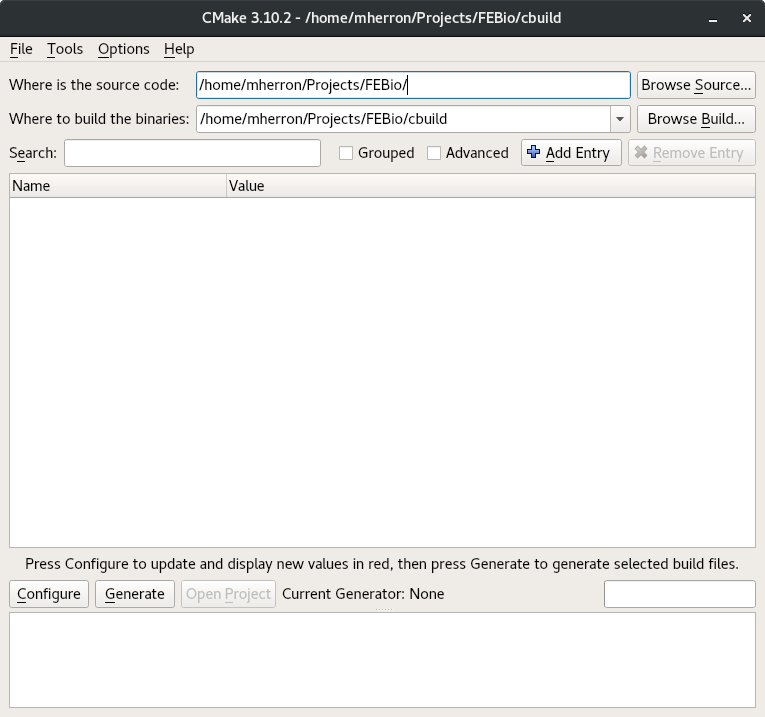 CMake 3.10.2 - /home/mherron/Projects/FEBio/cbuild
File Tools Options Help
Where is the source code: /home/mherron/Projects/FEBio/ Browse Source...
Where to build the binaries: /home/mherron/Projects/FEBio/cbuild Browse Build...
Search: Grouped Advanced Add Entry Remove Entry
Name Value
Press Configure to update and display new values in red, then press Generate to generate selected build files.
Configure Generate Open Project Current Generator: None